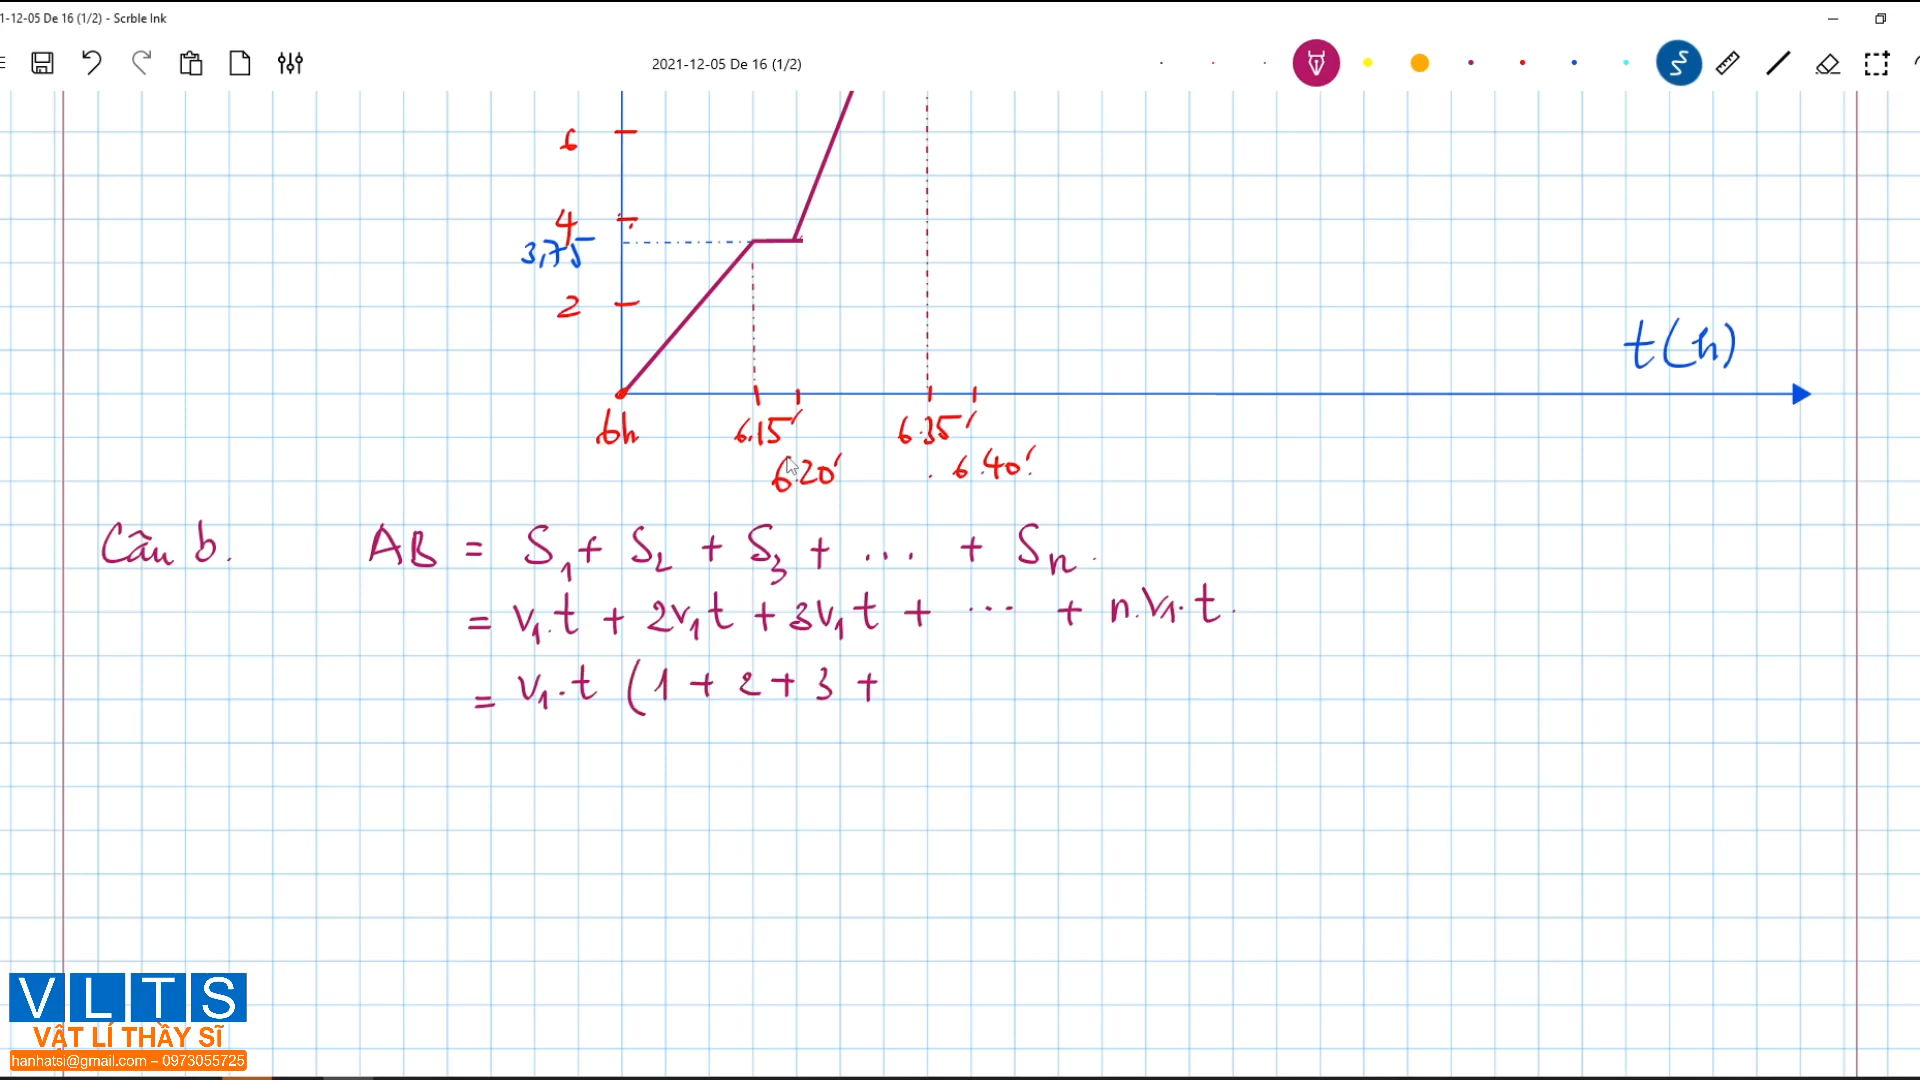 1-12-05 De 16 (1/2) - Scrble Ink
2021-12-05 De 16 (1/2)
6
4
3,75
2
t(h)
6h
6.15'
6.35'
6.20'
6.40'
Câu b. AB = S1 + S2 + S3 + ... + Sn.
= v1.t + 2v1t + 3v1t + ... + n.v1.t.
= v1.t (1 + 2 + 3 +
VLTS
VẬT LÍ THẦY SĨ
hanhatsi@gmail.com – 0973055725